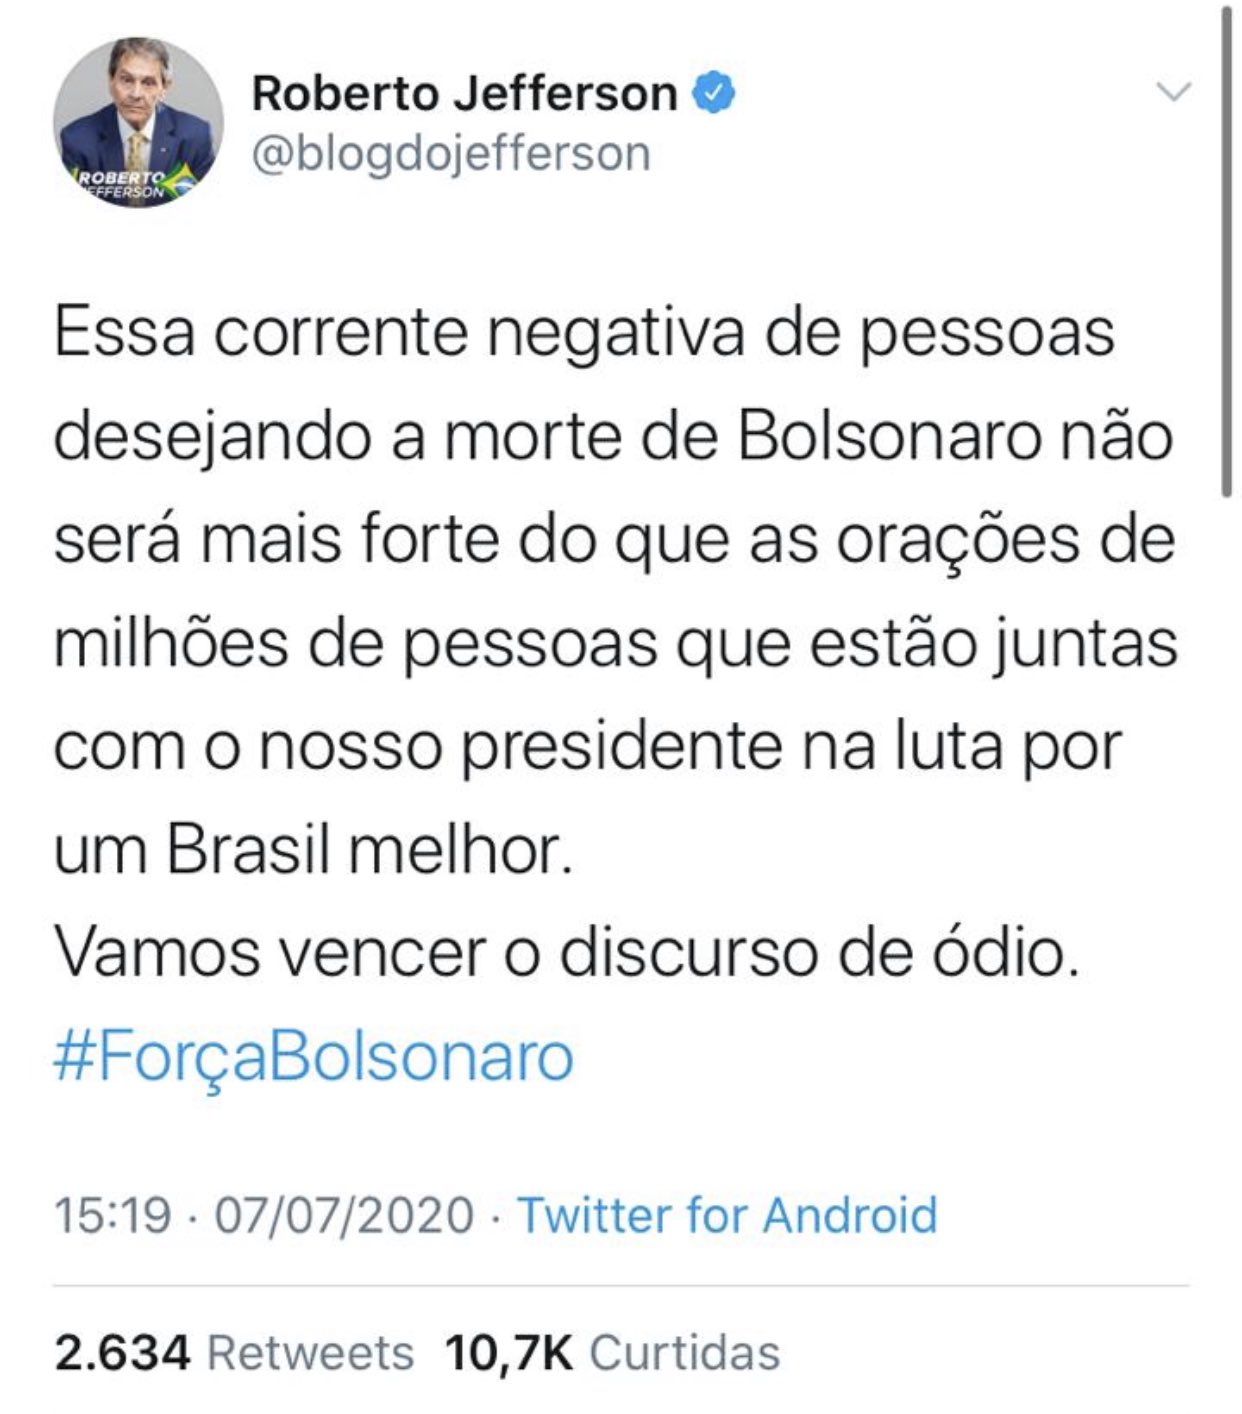 Roberto Jefferson
@blogdojefferson
ROBERTO
JEFFERSON
Essa corrente negativa de pessoas
desejando a morte de Bolsonaro não
será mais forte do que as orações de
milhões de pessoas que estão juntas
com o nosso presidente na luta por
um Brasil melhor.
Vamos vencer o discurso de ódio.
#ForçaBolsonaro
15:19 · 07/07/2020 · Twitter for Android
2.634 Retweets 10,7K Curtidas